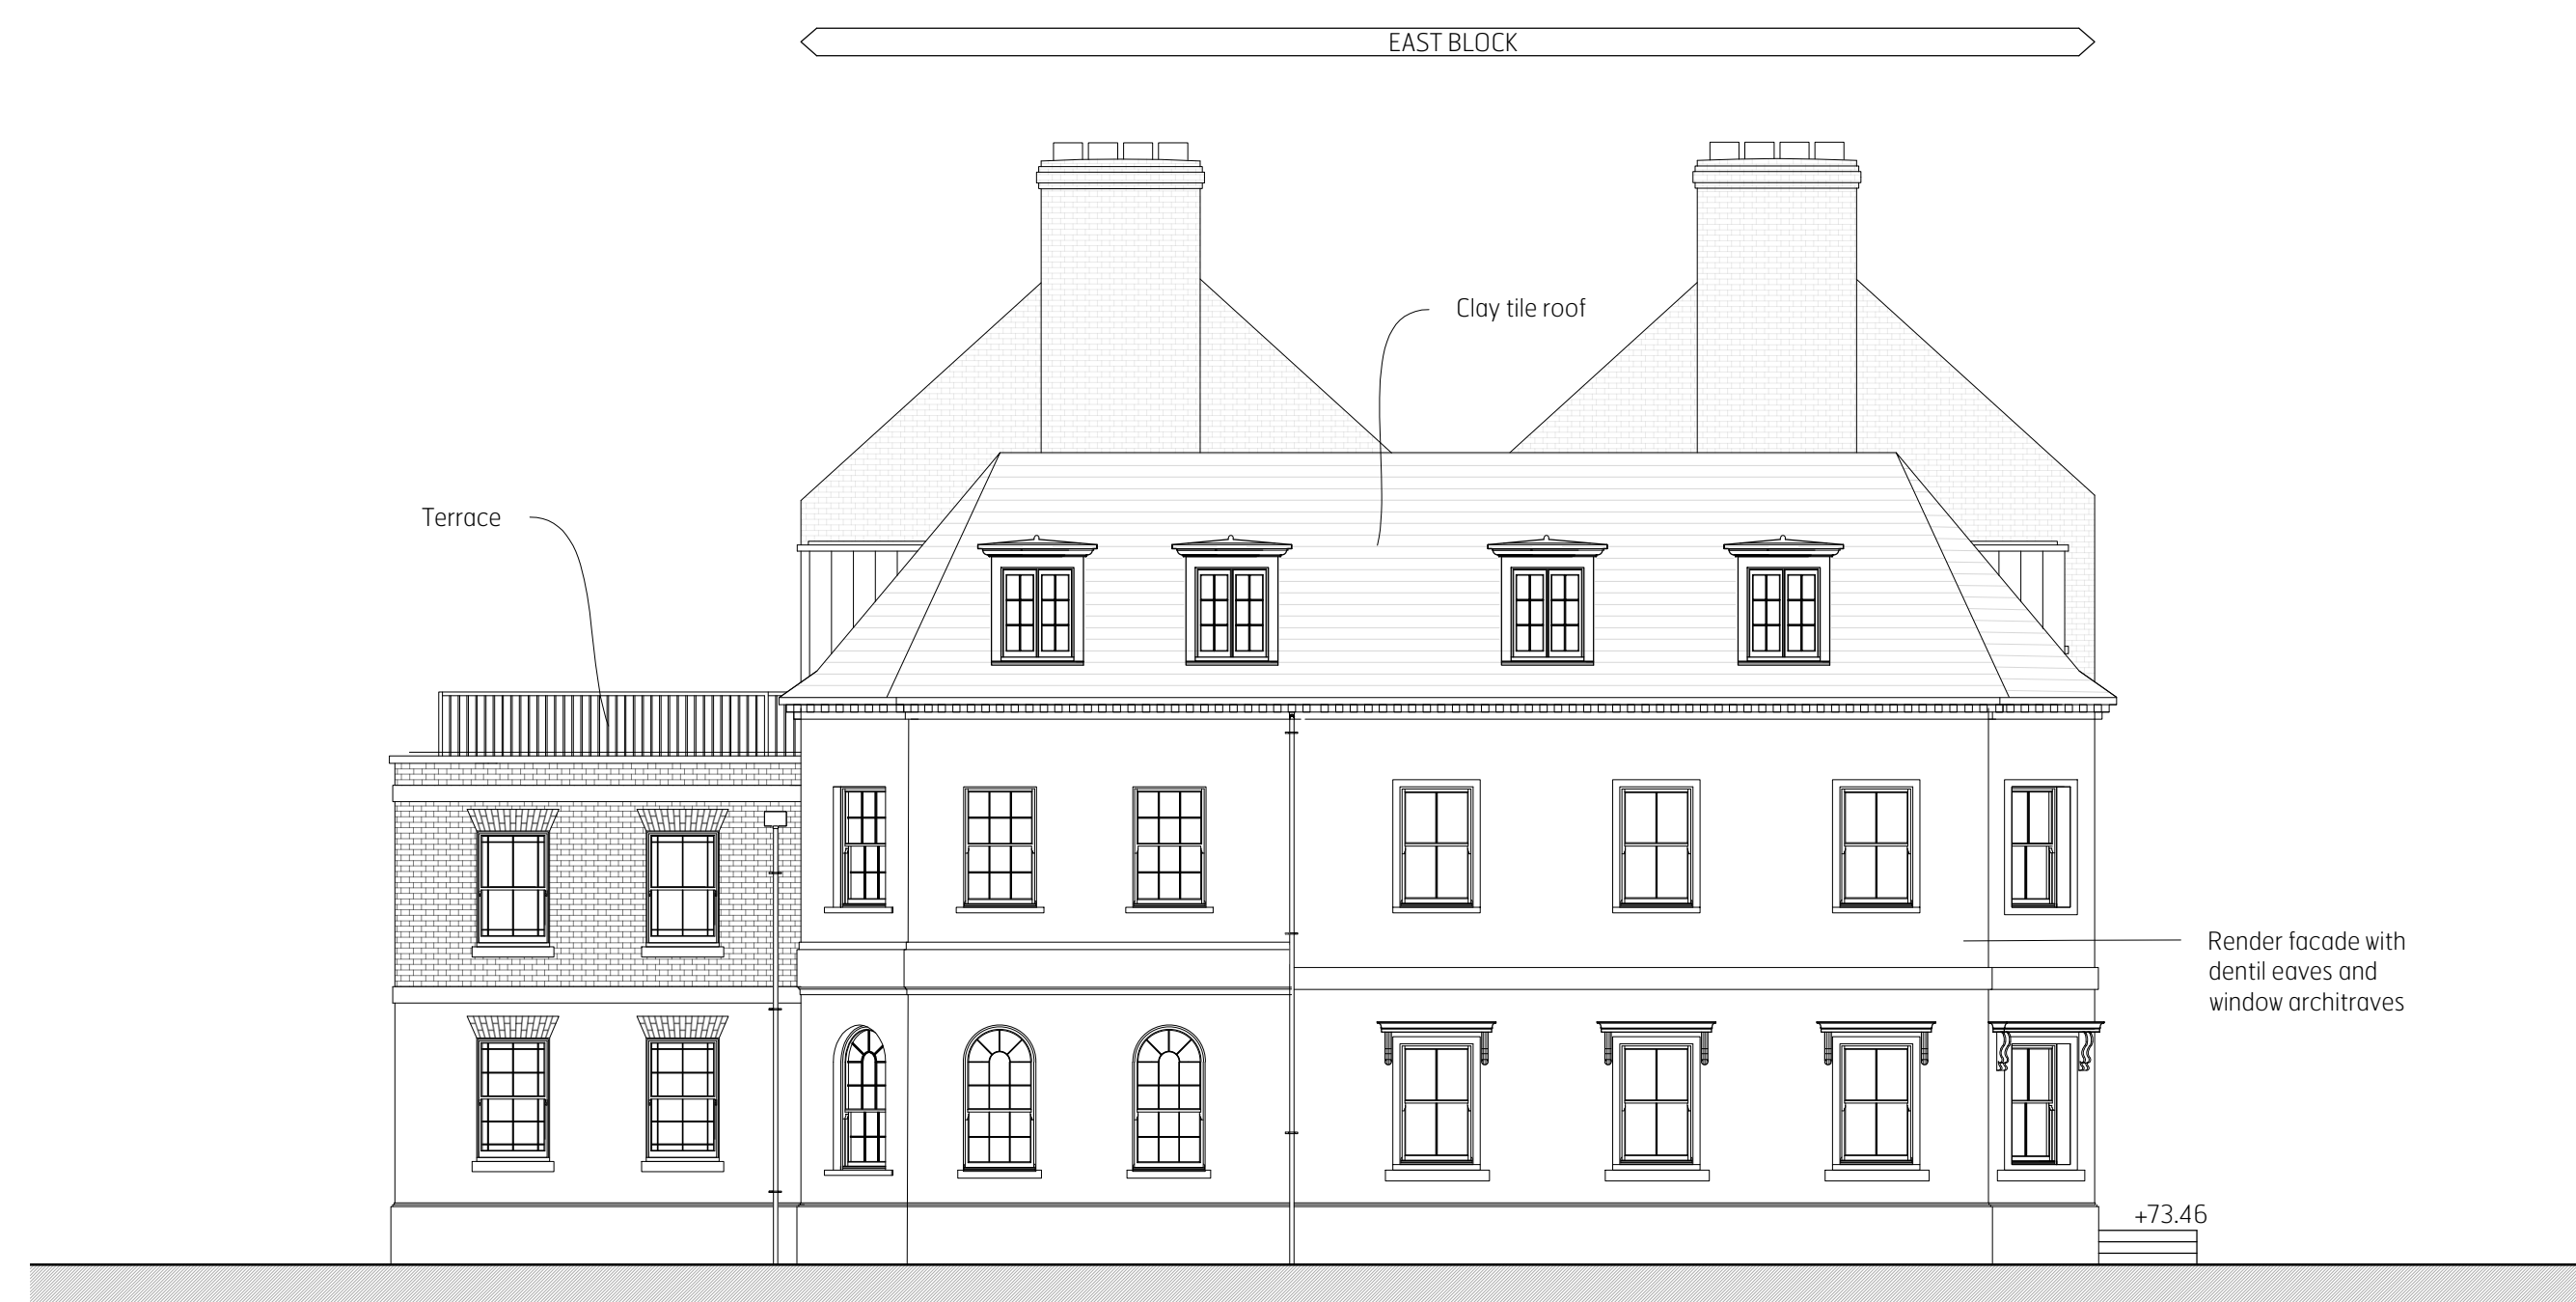 EAST BLOCK
Clay tile roof
Terrace
Render facade with
dentil eaves and
window architraves
+73.46